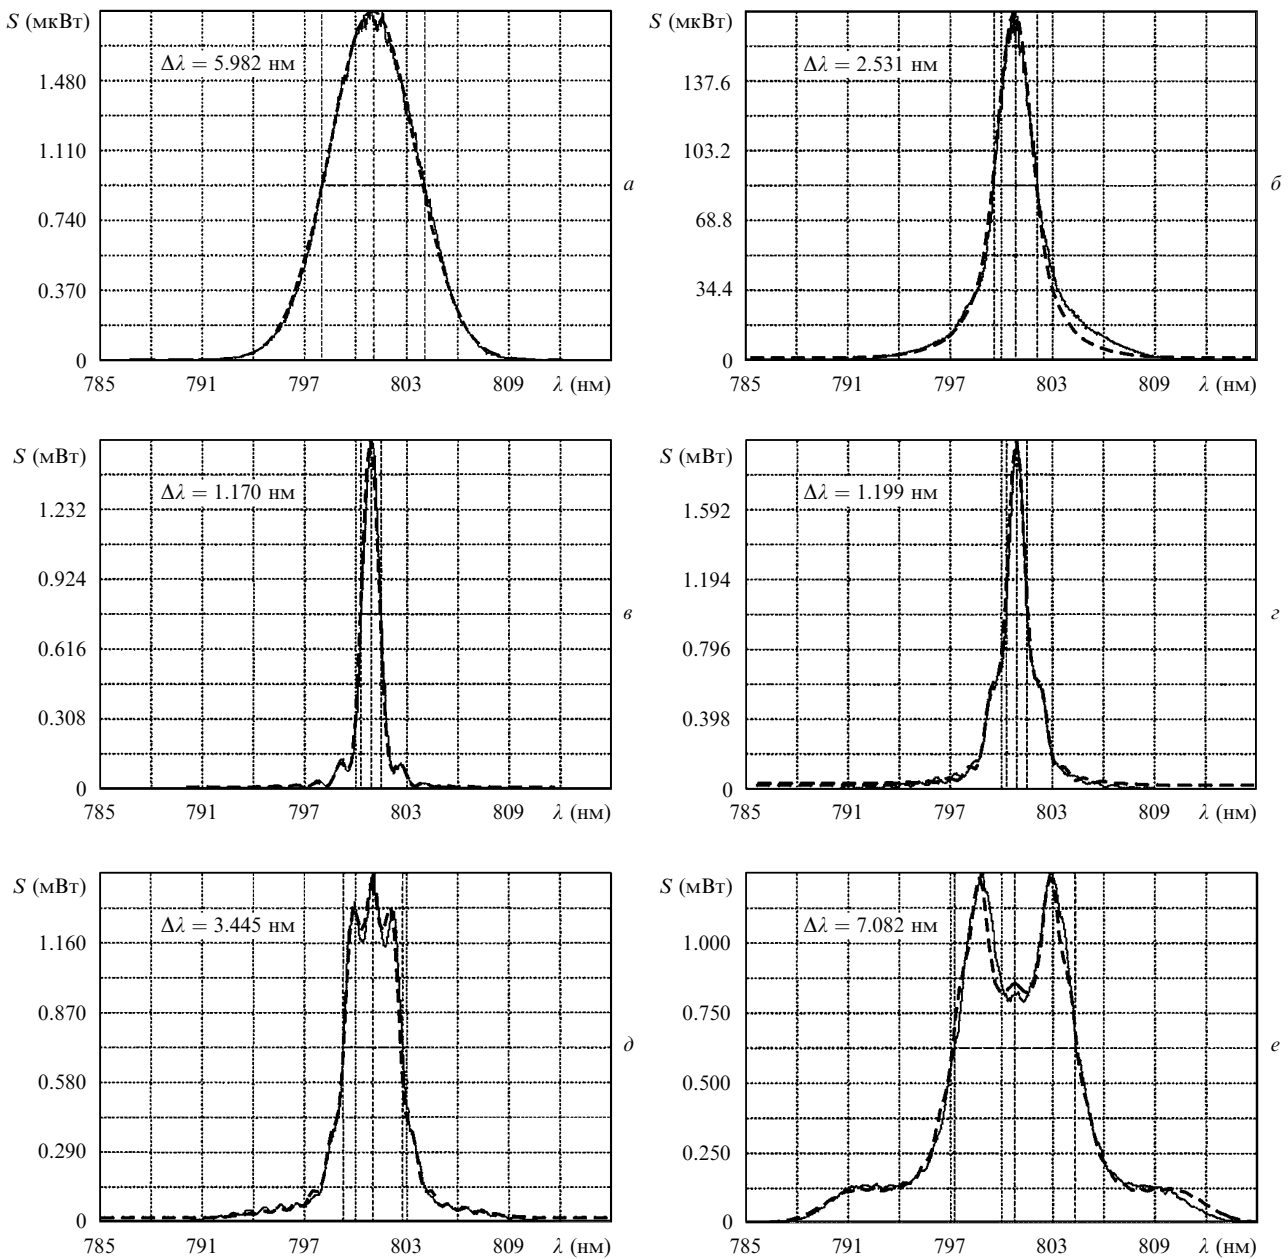 S (мкВт)
Δλ = 5.982 нм
1.480
1.110
0.740
0.370
0
785 791 797 803 809 λ (нм)
а
S (мкВт)
Δλ = 2.531 нм
137.6
103.2
68.8
34.4
0
785 791 797 803 809 λ (нм)
б
S (мВт)
Δλ = 1.170 нм
1.232
0.924
0.616
0.308
0
785 791 797 803 809 λ (нм)
в
S (мВт)
Δλ = 1.199 нм
1.592
1.194
0.796
0.398
0
785 791 797 803 809 λ (нм)
г
S (мВт)
Δλ = 3.445 нм
1.160
0.870
0.580
0.290
0
785 791 797 803 809 λ (нм)
д
S (мВт)
Δλ = 7.082 нм
1.000
0.750
0.500
0.250
0
785 791 797 803 809 λ (нм)
е